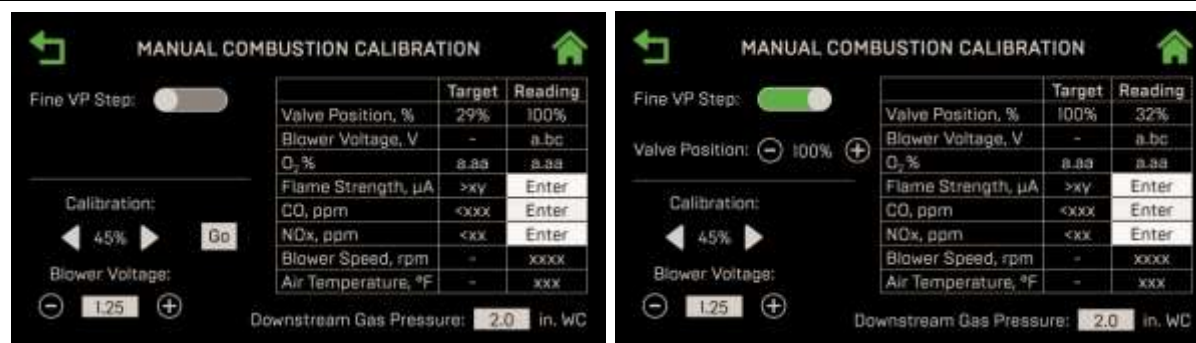 MANUAL COMBUSTION CALIBRATION
Fine VP Step:
Target Reading
Valve Position, % 29% 100%
Blower Voltage, V - a.bc
O₂% a.aa a.aa
Flame Strength, µA >xy Enter
CO, ppm <xxx Enter
NOx, ppm <xx Enter
Blower Speed, rpm - xxxx
Air Temperature, °F - xxx
Calibration:
45% Go
Blower Voltage:
1.25
Downstream Gas Pressure: 2.0 in. WC
MANUAL COMBUSTION CALIBRATION
Fine VP Step:
Valve Position: 100%
Target Reading
Valve Position, % 100% 32%
Blower Voltage, V - a.bc
O₂% a.aa a.aa
Flame Strength, µA >xy Enter
CO, ppm <xxx Enter
NOx, ppm <xx Enter
Blower Speed, rpm - xxxx
Air Temperature, °F - xxx
Calibration:
45%
Blower Voltage:
1.25
Downstream Gas Pressure: 2.0 in. WC